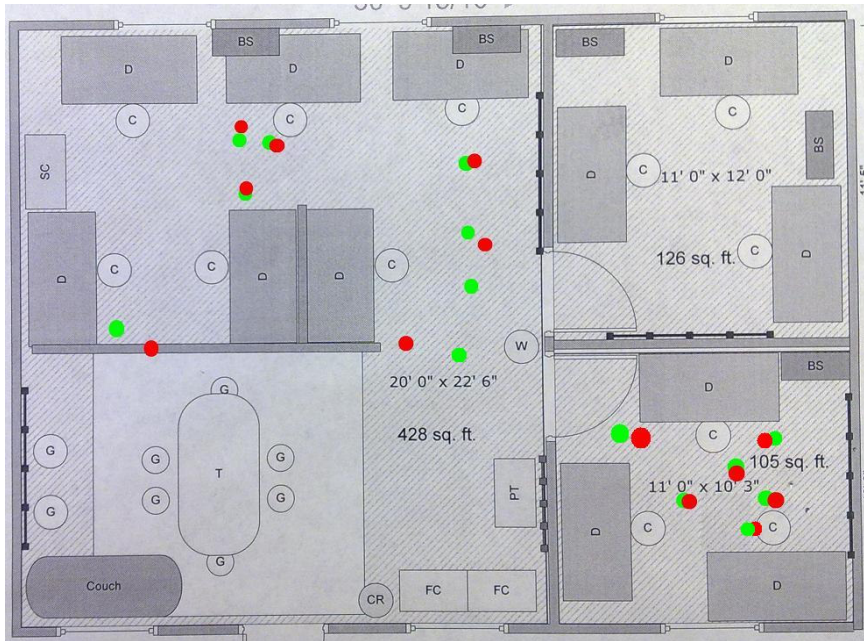 BS
BS
BS
D
D
D
D
C
C
C
C
SC
BS
D
11' 0" x 12' 0"
126 sq. ft.
C
D
D
C
C
D
D
C
D
W
BS
D
20' 0" x 22' 6"
428 sq. ft.
G
C
105 sq. ft.
11' 0" x 10' 3"
G
G
G
T
G
G
G
PT
D
C
C
G
Couch
CR
FC
FC
D